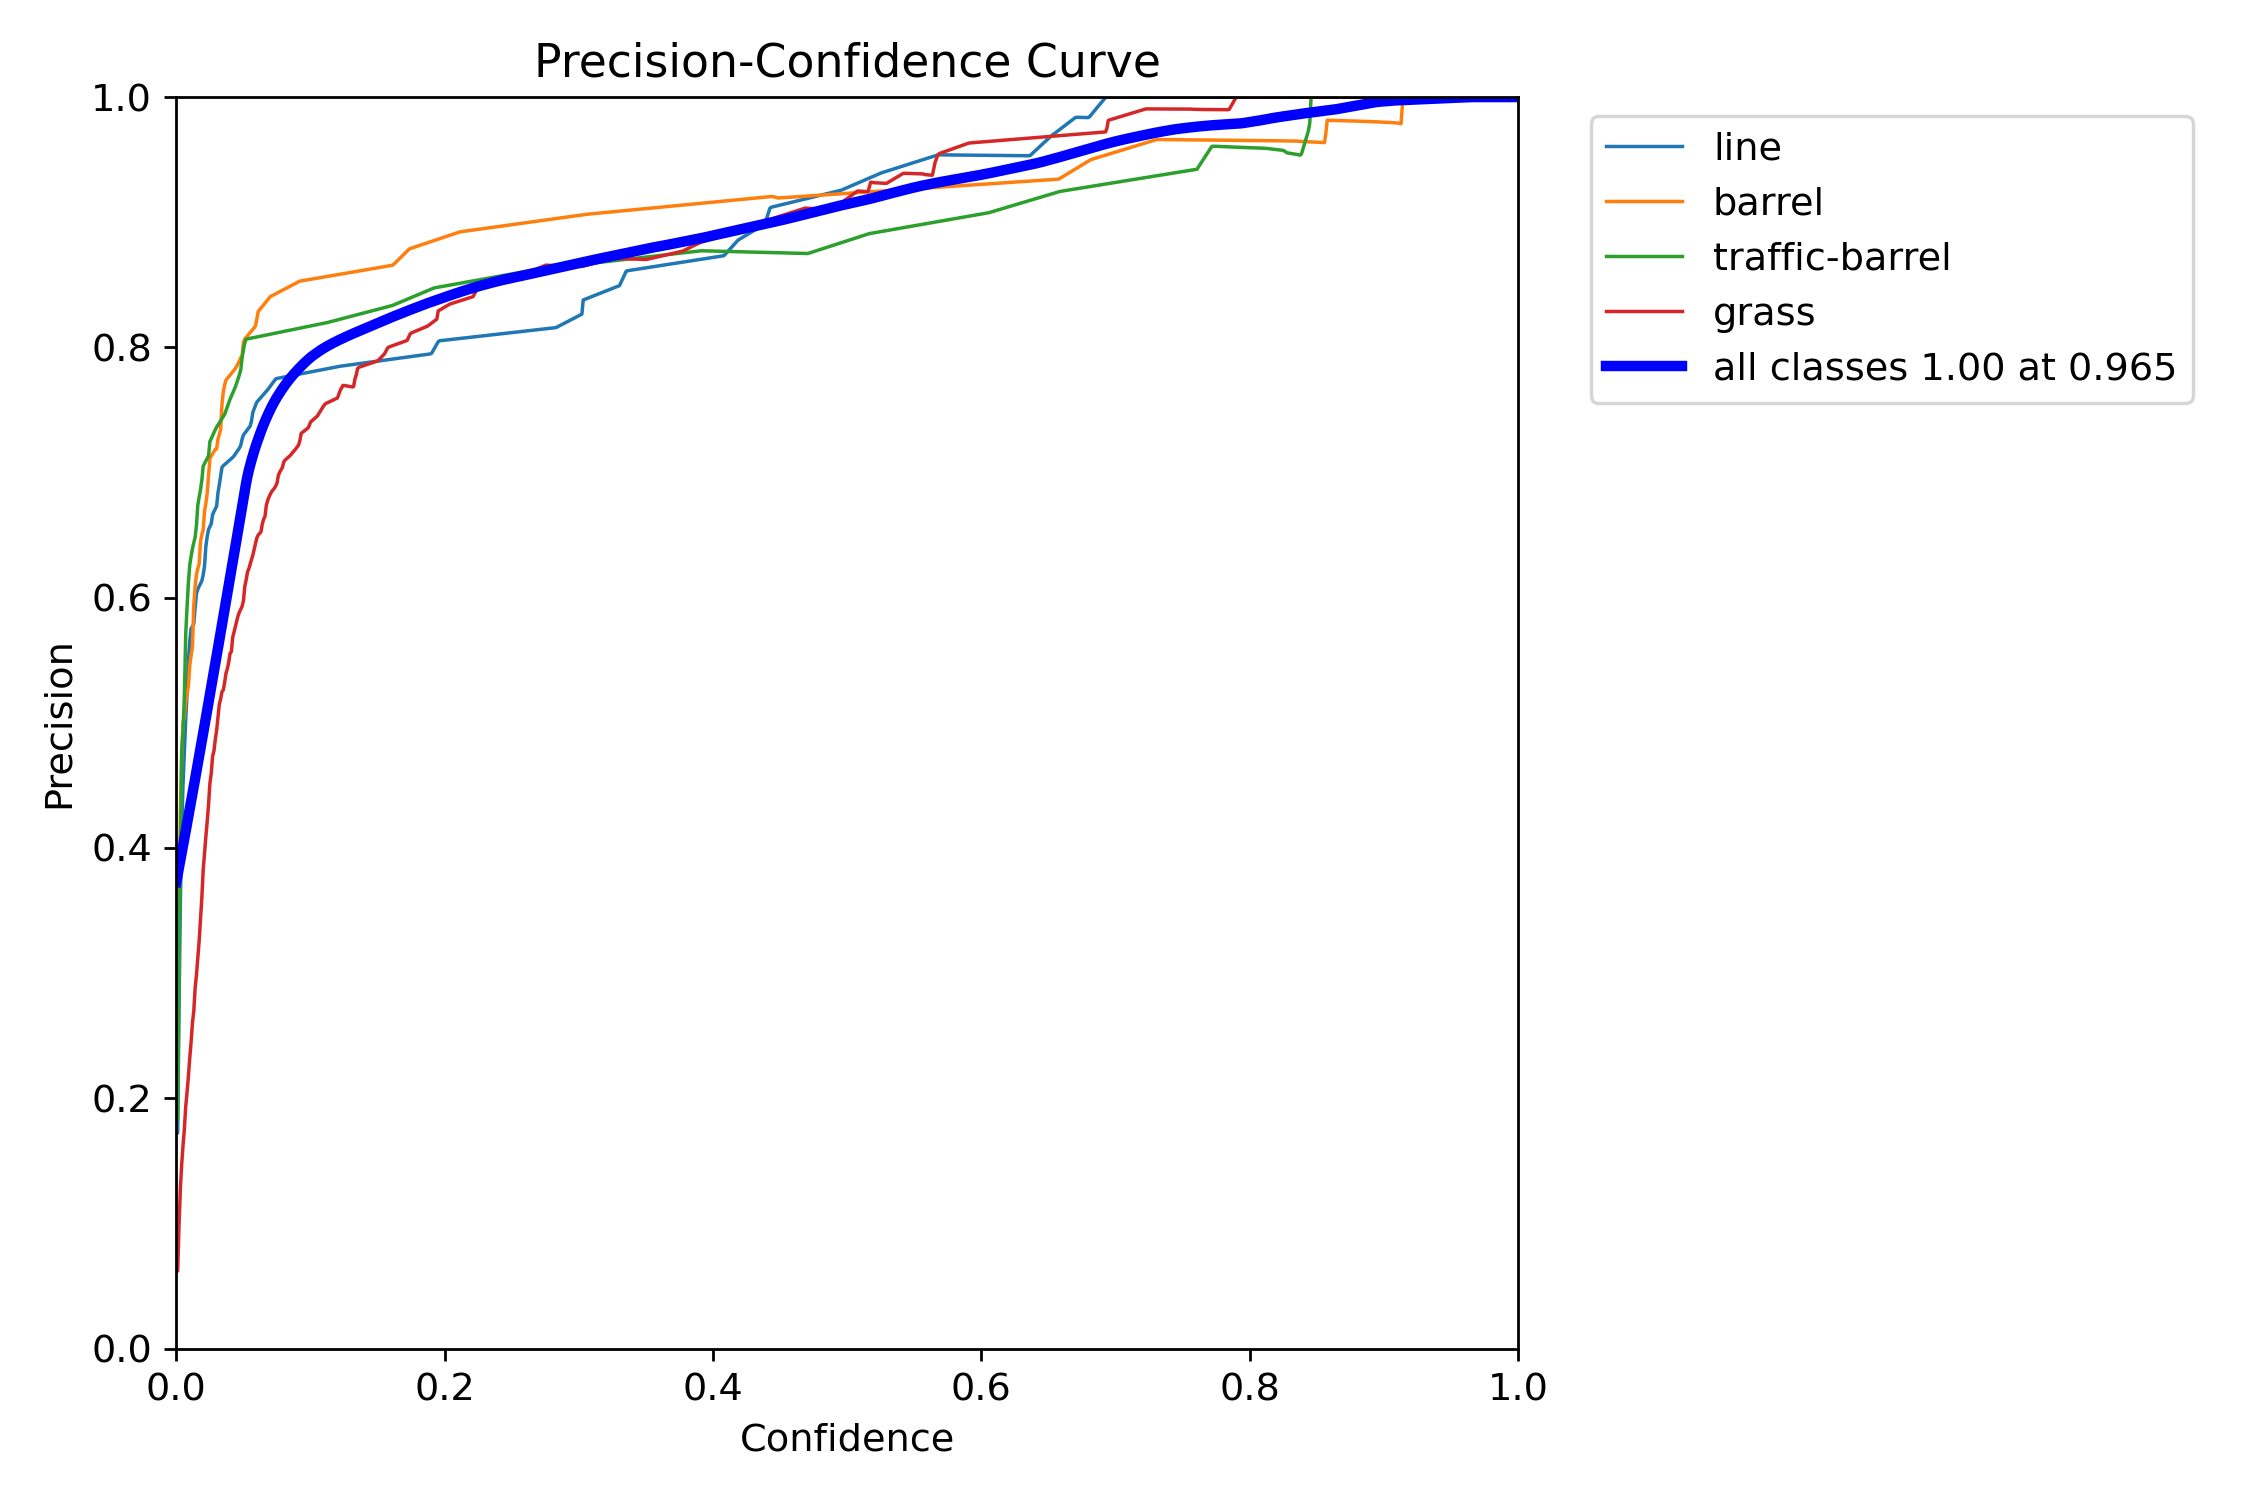 Precision-Confidence Curve
1.0
0.8
0.6
0.4
0.2
0.0
Precision
0.0 0.2 0.4 0.6 0.8 1.0
Confidence
line
barrel
traffic-barrel
grass
all classes 1.00 at 0.965